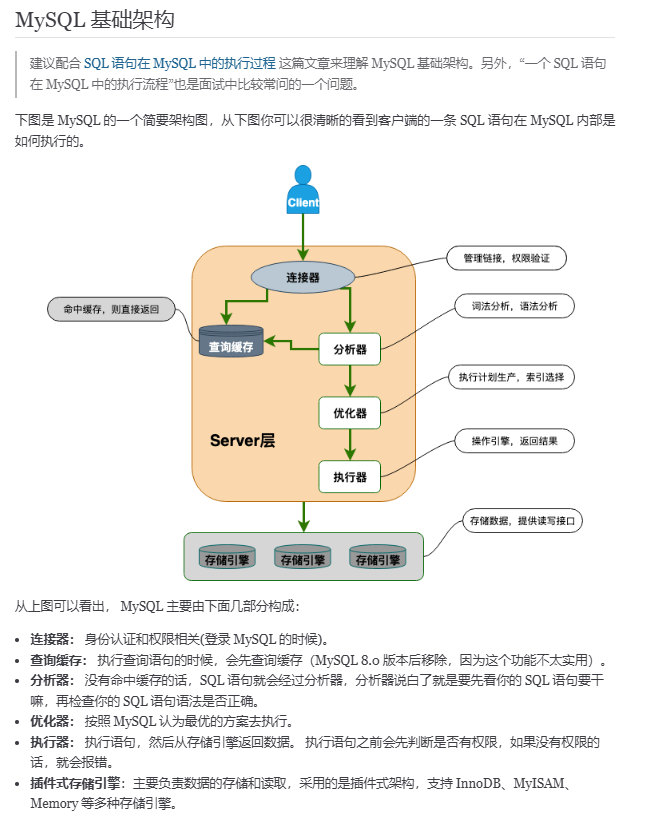 MySQL 基础架构
建议配合 SQL 语句在 MySQL 中的执行过程 这篇文章来理解 MySQL 基础架构。另外，“一个 SQL 语句
在 MySQL 中的执行流程”也是面试中比较常问的一个问题。
下图是 MySQL 的一个简要架构图，从下图你可以很清晰的看到客户端的一条 SQL 语句在 MySQL 内部是
如何执行的。
Client
连接器
管理链接，权限验证
命中缓存，则直接返回
词法分析，语法分析
查询缓存
分析器
执行计划生产，索引选择
优化器
Server层
操作引擎，返回结果
执行器
存储数据，提供读写接口
存储引擎
存储引擎
存储引擎
从上图可以看出， MySQL 主要由下面几部分构成：
• 连接器： 身份认证和权限相关(登录 MySQL 的时候)。
• 查询缓存： 执行查询语句的时候，会先查询缓存（MySQL 8.0 版本后移除，因为这个功能不太实用）。
• 分析器： 没有命中缓存的话，SQL 语句就会经过分析器，分析器说白了就是要先看你的 SQL 语句要干
嘛，再检查你的 SQL 语句语法是否正确。
• 优化器： 按照 MySQL 认为最优的方案去执行。
• 执行器： 执行语句，然后从存储引擎返回数据。 执行语句之前会先判断是否有权限，如果没有权限的
话，就会报错。
• 插件式存储引擎：主要负责数据的存储和读取，采用的是插件式架构，支持 InnoDB、MyISAM、
Memory 等多种存储引擎。